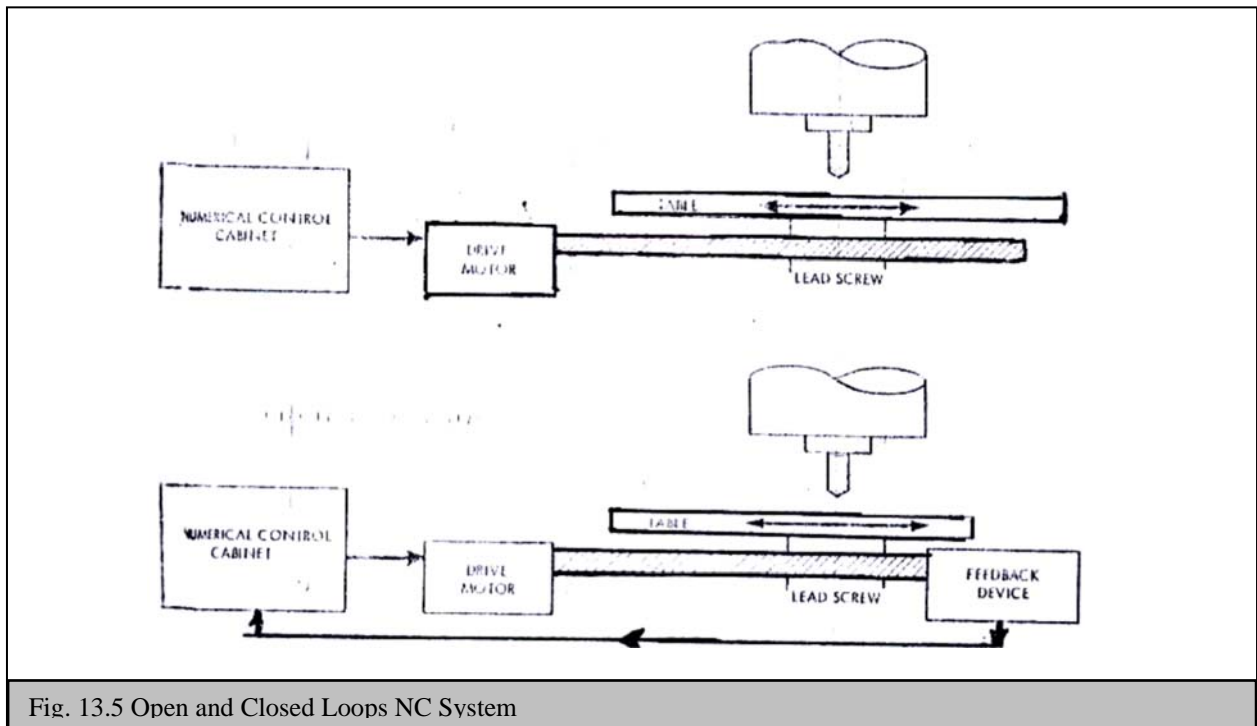 NUMERICAL CONTROL
CABINET
DRIVE
MOTOR
TABLE
LEAD SCREW
NUMERICAL CONTROL
CABINET
DRIVE
MOTOR
TABLE
LEAD SCREW
FEEDBACK
DEVICE
Fig. 13.5 Open and Closed Loops NC System